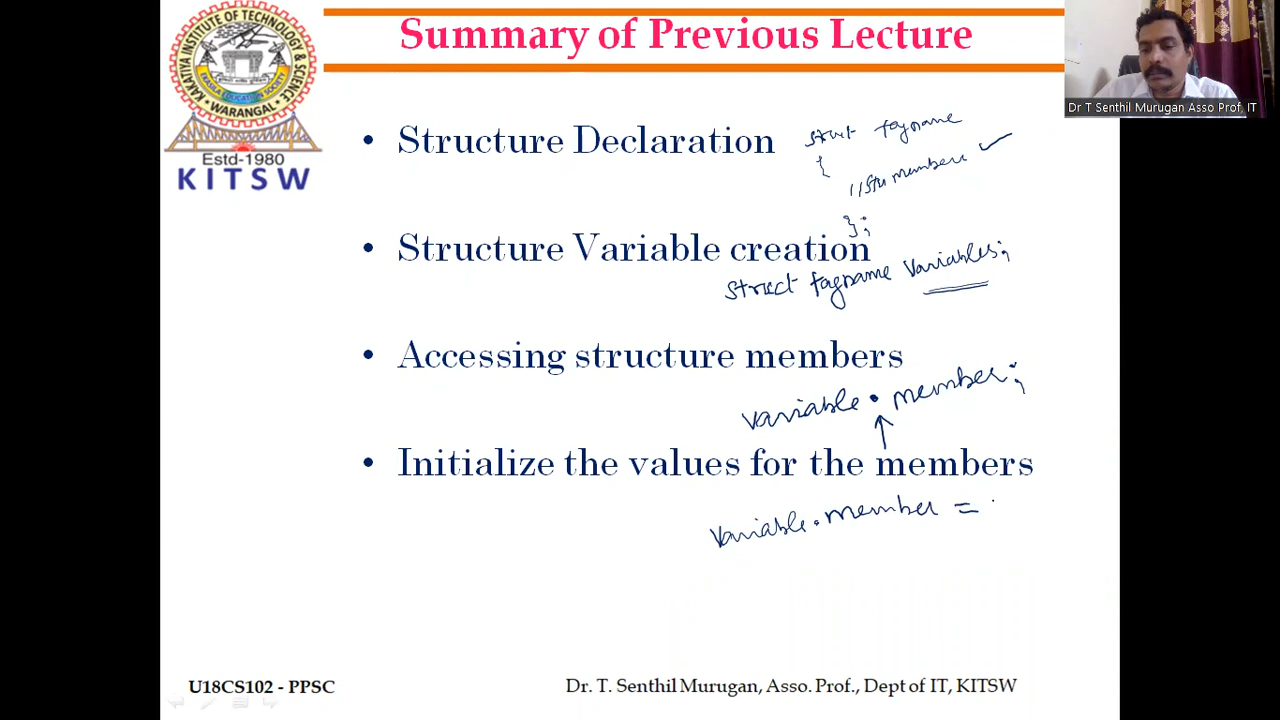 Summary of Previous Lecture
KAKATIYA INSTITUTE OF TECHNOLOGY & SCIENCE
WARANGAL
Estd-1980
KITSW
Dr T Senthil Murugan Asso Prof, IT
• Structure Declaration
struct tagname
{
//Stru members
};
• Structure Variable creation
struct tagname variables;
• Accessing structure members
variable . member;
• Initialize the values for the members
variable . member =
U18CS102 - PPSC
Dr. T. Senthil Murugan, Asso. Prof., Dept of IT, KITSW